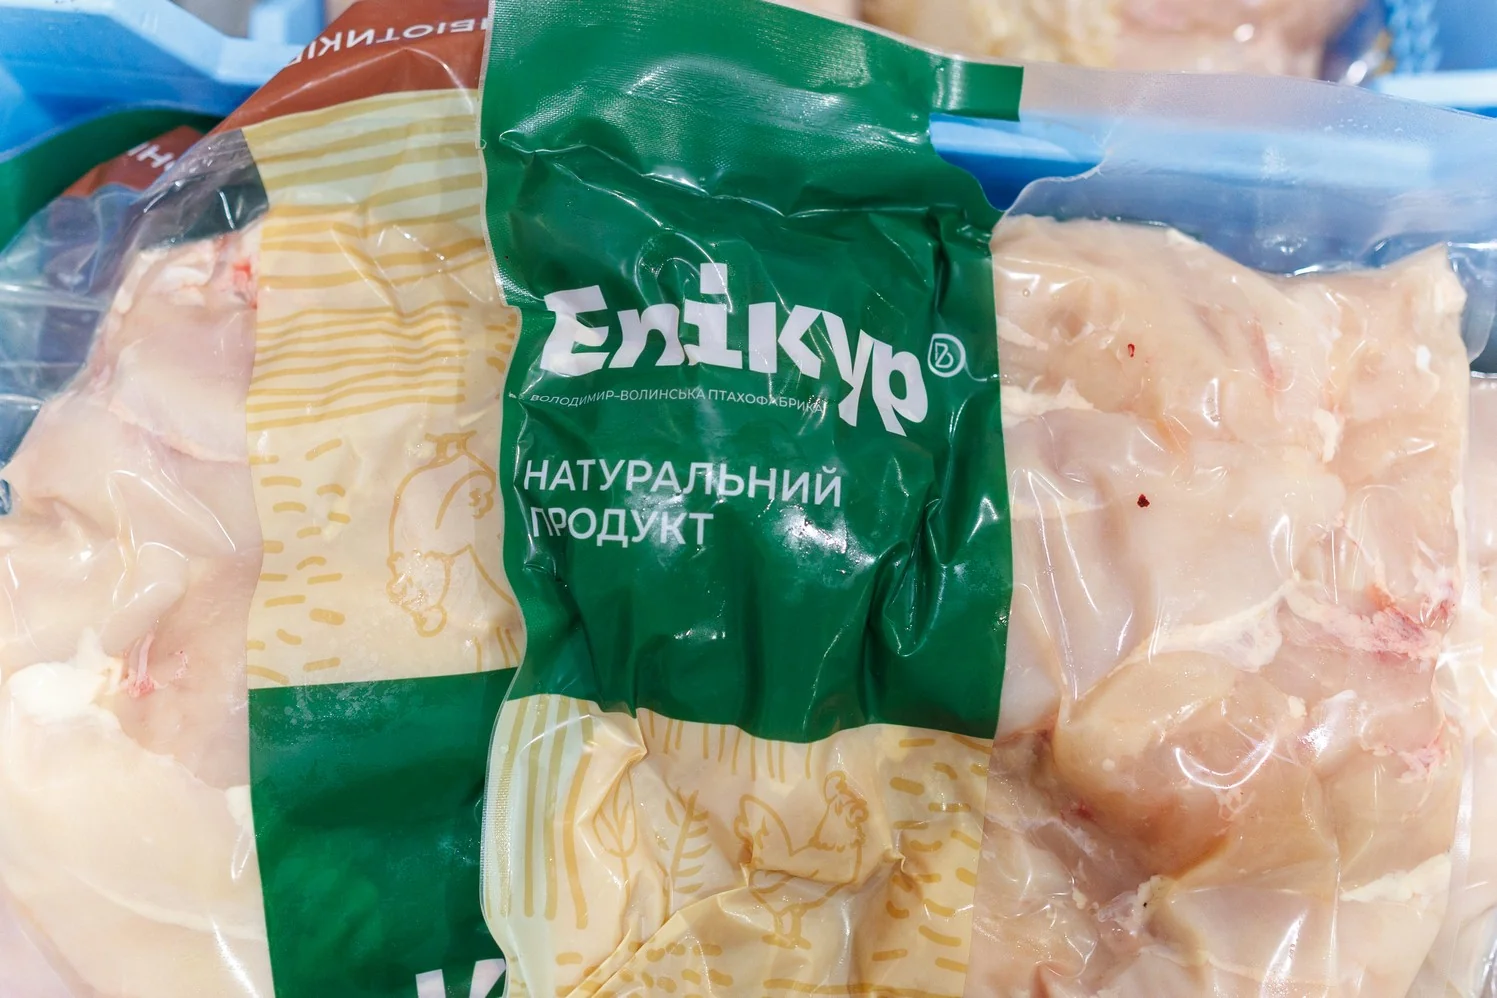 Епікур
ВОЛОДИМИР-ВОЛИНСЬКА ПТАХОФАБРИКА
НАТУРАЛЬНИЙ
ПРОДУКТ